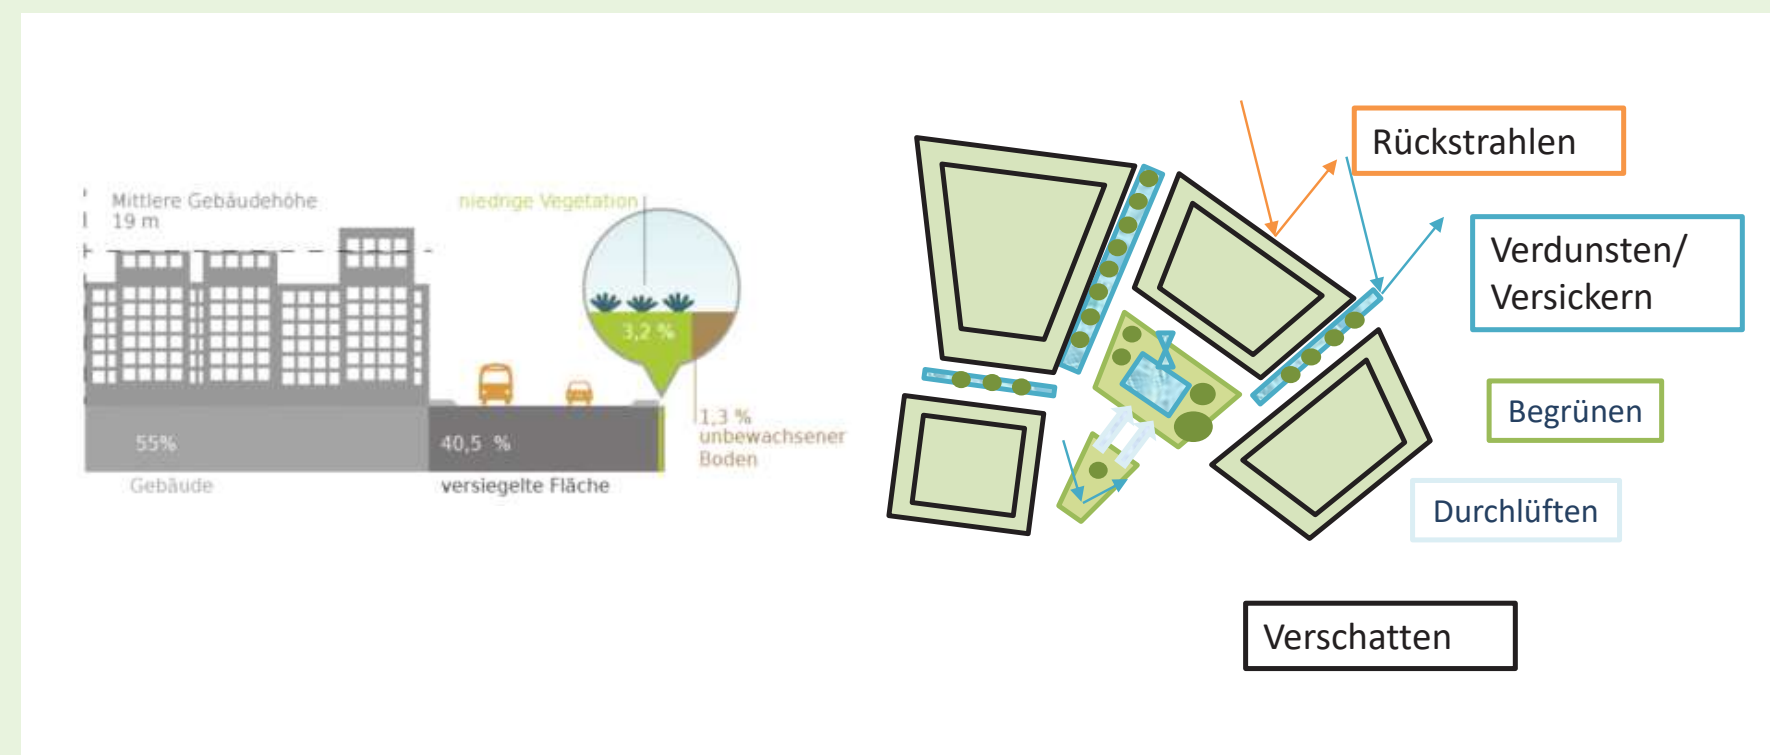 Mittlere Gebäudehöhe
19 m
niedrige Vegetation
3,2 %
1,3 %
unbewachsener
Boden
55%
40,5 %
Gebäude
versiegelte Fläche
Rückstrahlen
Verdunsten/
Versickern
Begrünen
Durchlüften
Verschatten